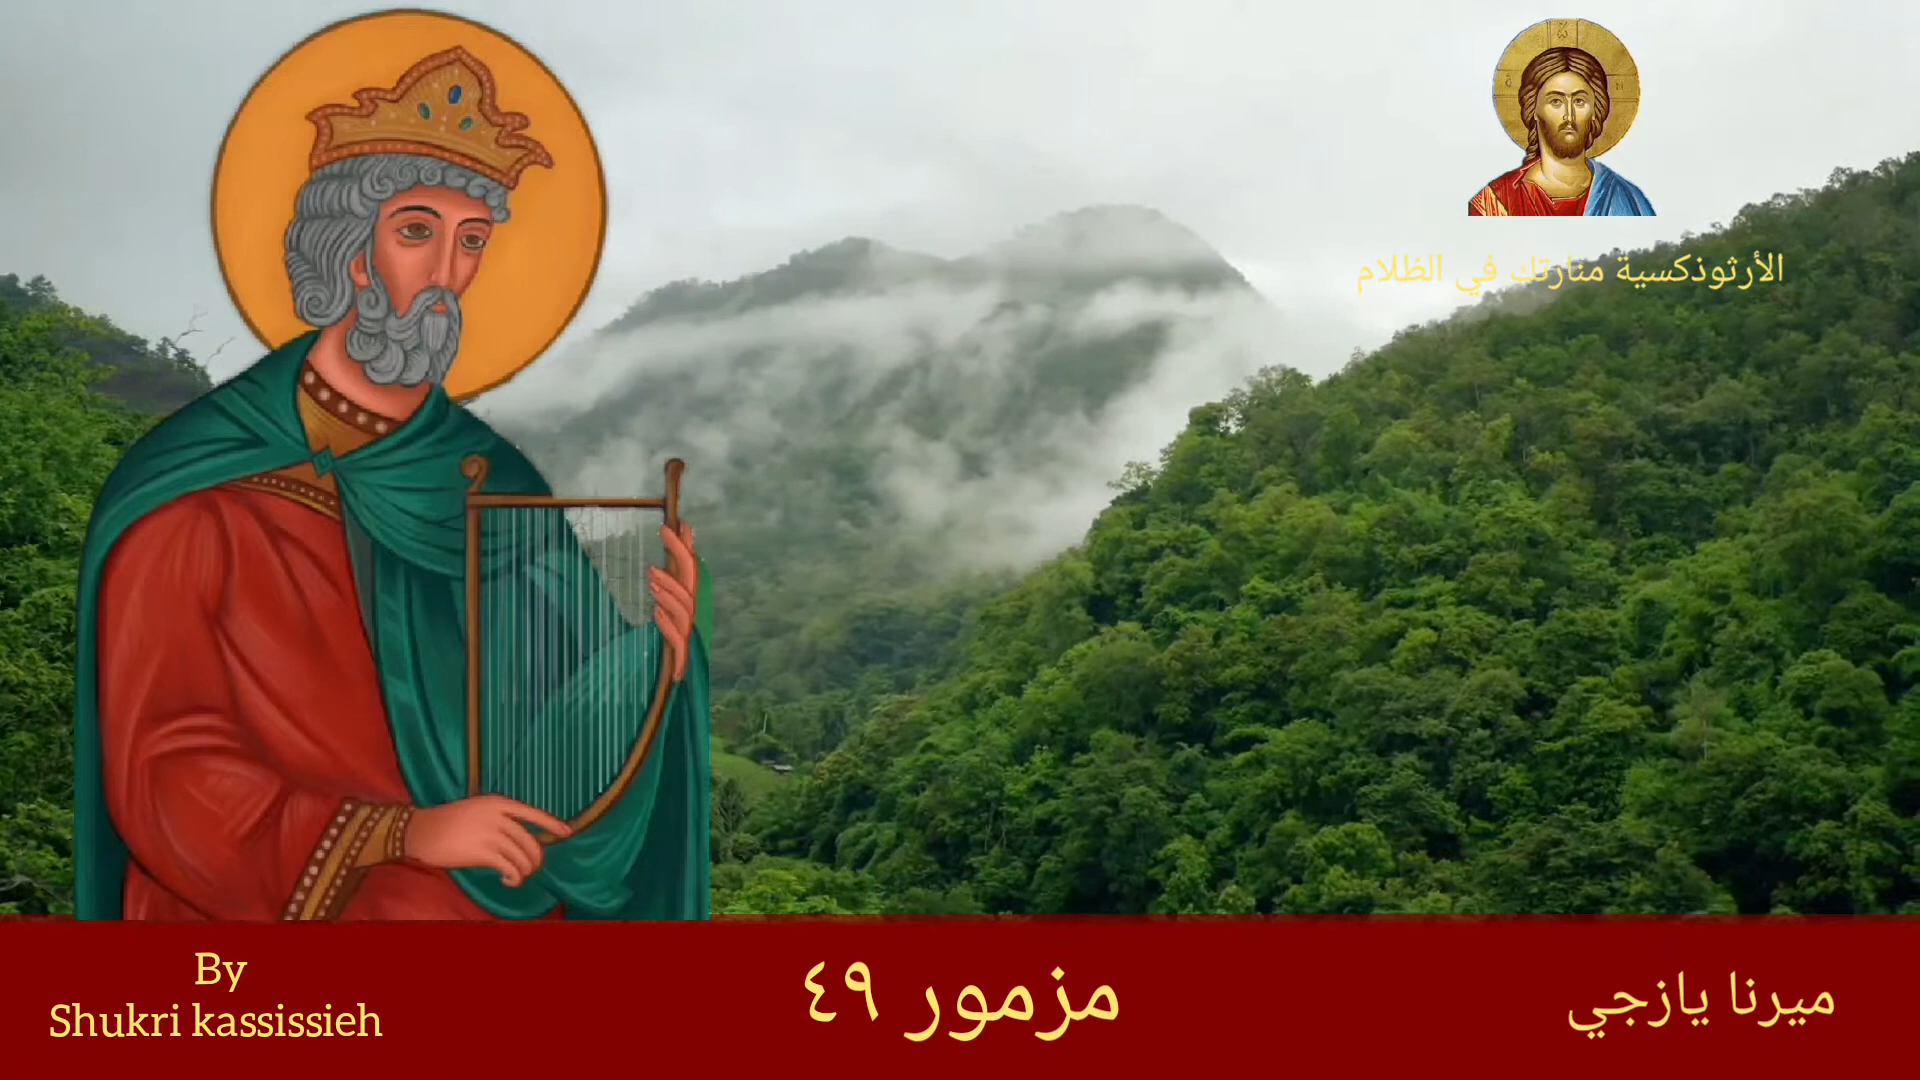 الأرثوذكسية منارتك في الظلام
By
Shukri kassissieh
مزمور ٤٩
ميرنا يازجي